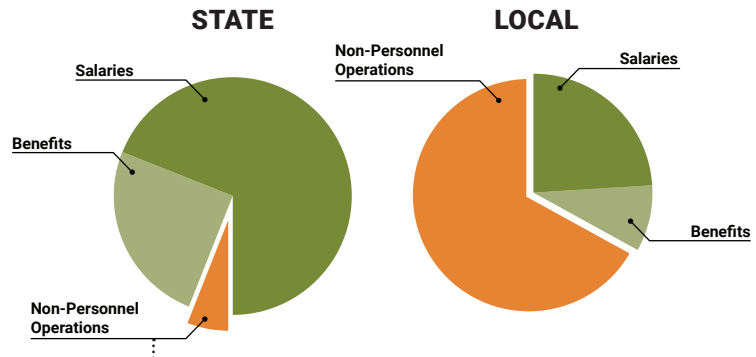 STATE
Salaries
Benefits
Non-Personnel
Operations
LOCAL
Non-Personnel
Operations
Salaries
Benefits